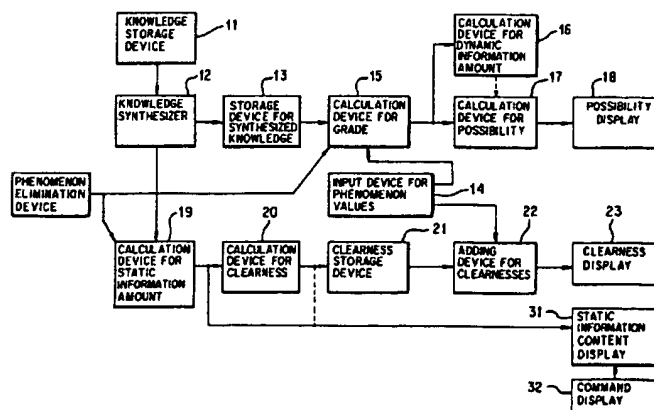 KNOWLEDGE
STORAGE
DEVICE
11
CALCULATION
DEVICE FOR
DYNAMIC
INFORMATION
AMOUNT
16
12
KNOWLEDGE
SYNTHESIZER
13
STORAGE
DEVICE FOR
SYNTHESIZED
KNOWLEDGE
15
CALCULATION
DEVICE FOR
GRADE
17
CALCULATION
DEVICE FOR
POSSIBILITY
18
POSSIBILITY
DISPLAY
PHENOMENON
ELIMINATION
DEVICE
INPUT DEVICE FOR
PHENOMENON
VALUES
14
19
CALCULATION
DEVICE FOR
STATIC
INFORMATION
AMOUNT
20
CALCULATION
DEVICE FOR
CLEARNESS
21
CLEARNESS
STORAGE
DEVICE
22
ADDING
DEVICE FOR
CLEARNESSES
23
CLEARNESS
DISPLAY
31
STATIC
INFORMATION
CONTENT
DISPLAY
32
COMMAND
DISPLAY